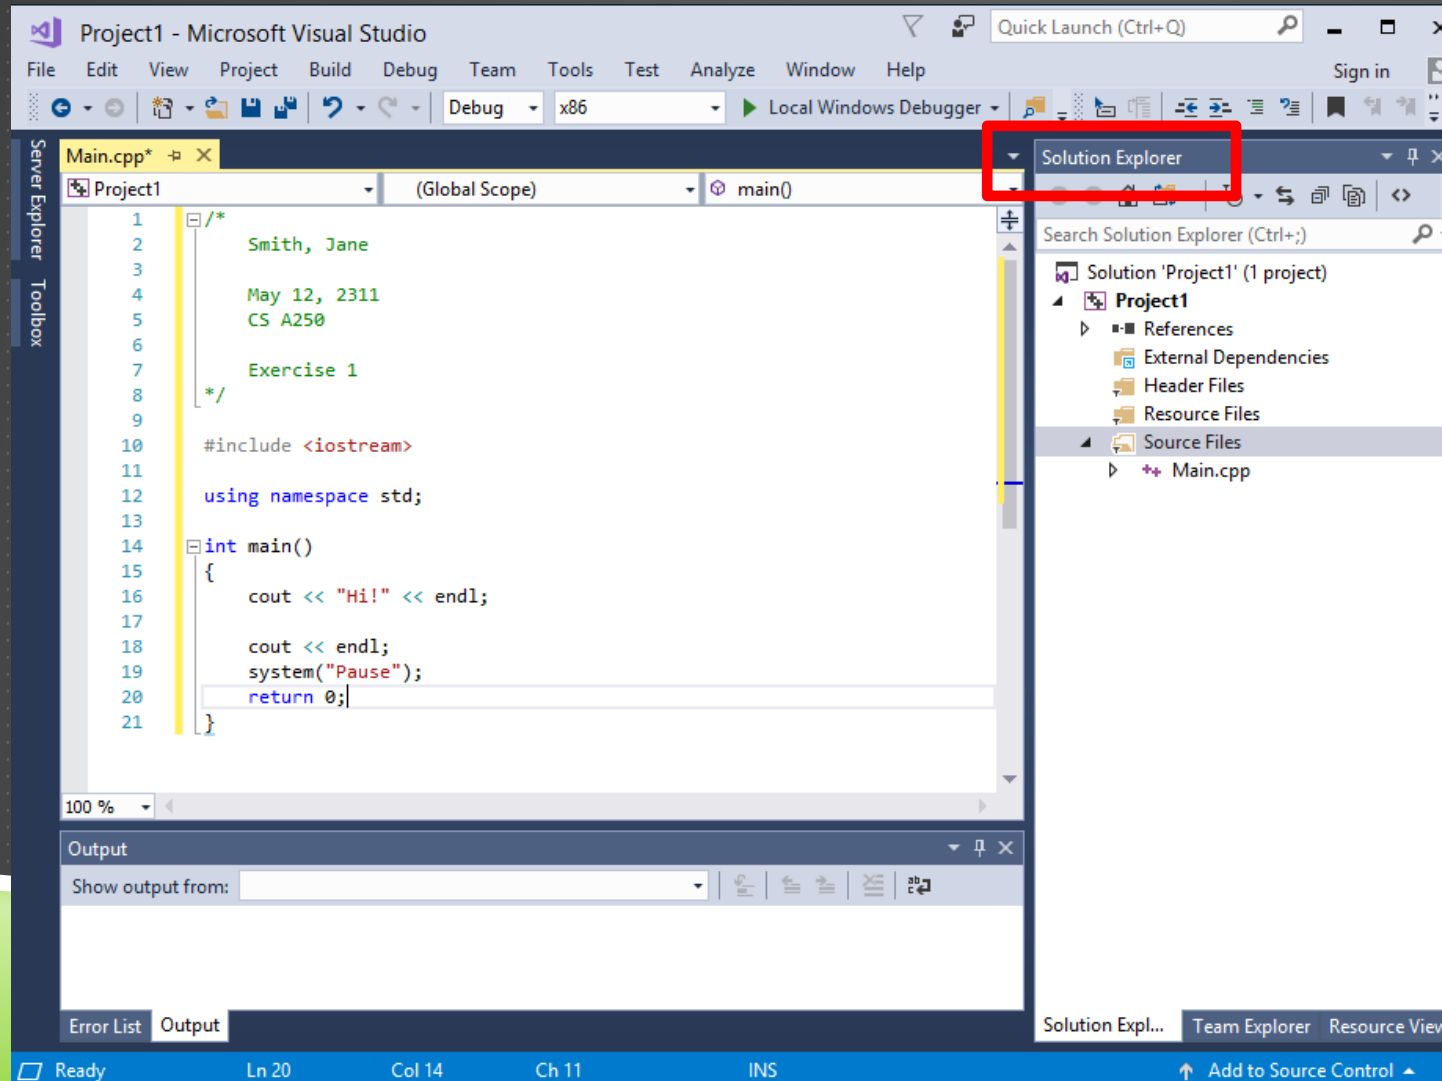 Project1 - Microsoft Visual Studio
Quick Launch (Ctrl+Q)
File Edit View Project Build Debug Team Tools Test Analyze Window Help
Sign in
Debug x86 Local Windows Debugger
Server Explorer
Toolbox
Main.cpp*
Project1 (Global Scope) main()
1 /*
2 Smith, Jane
3
4 May 12, 2311
5 CS A250
6
7 Exercise 1
8 */
9
10 #include <iostream>
11
12 using namespace std;
13
14 int main()
15 {
16 cout << "Hi!" << endl;
17
18 cout << endl;
19 system("Pause");
20 return 0;
21 }
100 %
Output
Show output from:
Error List Output
Solution Explorer
Search Solution Explorer (Ctrl+;)
Solution 'Project1' (1 project)
Project1
References
External Dependencies
Header Files
Resource Files
Source Files
Main.cpp
Solution Expl... Team Explorer Resource View
Ready Ln 20 Col 14 Ch 11 INS Add to Source Control